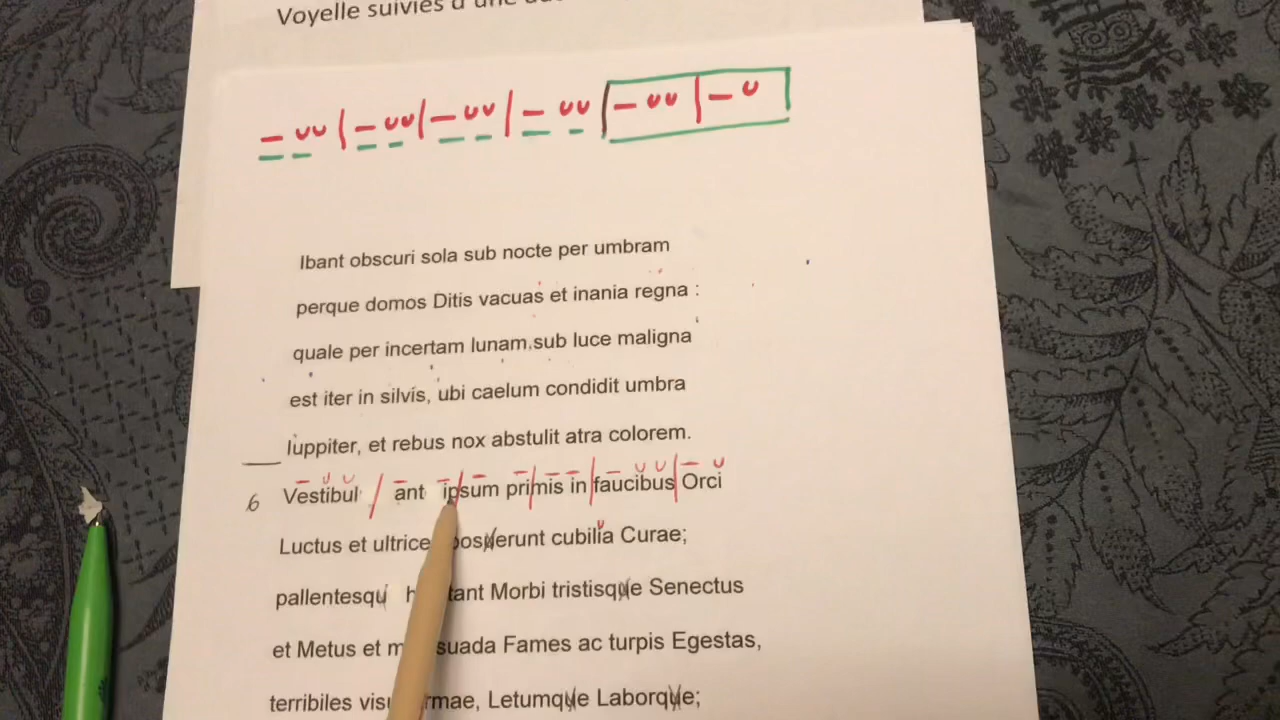 Voyelle suivies d'une
Ibant obscuri sola sub nocte per umbram
perque domos Ditis vacuas et inania regna :
quale per incertam lunam sub luce maligna
est iter in silvis, ubi caelum condidit umbra
Iuppiter, et rebus nox abstulit atra colorem.
6 Vestibul / ant ipsum primis in faucibus Orci
Luctus et ultrice erunt cubilia Curae;
pallentesqu tant Morbi tristisque Senectus
et Metus et m suada Fames ac turpis Egestas,
terribiles visu rmae, Letumque Laborque;